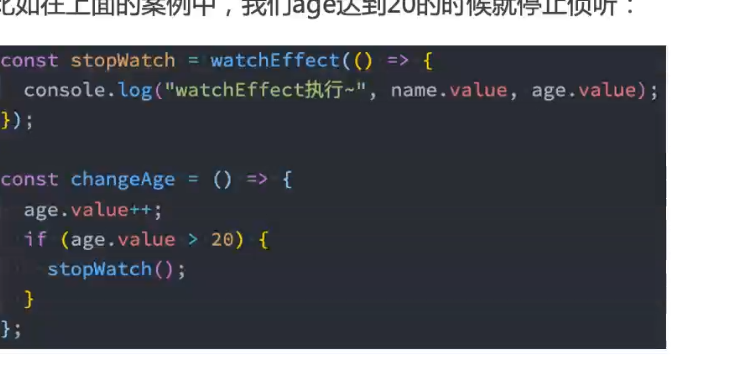 比如在上面的案例中，我们age达到20的时候就停止侦听：
const stopWatch = watchEffect(() => {
  console.log("watchEffect执行~", name.value, age.value);
});
const changeAge = () => {
  age.value++;
  if (age.value > 20) {
    stopWatch();
  }
};